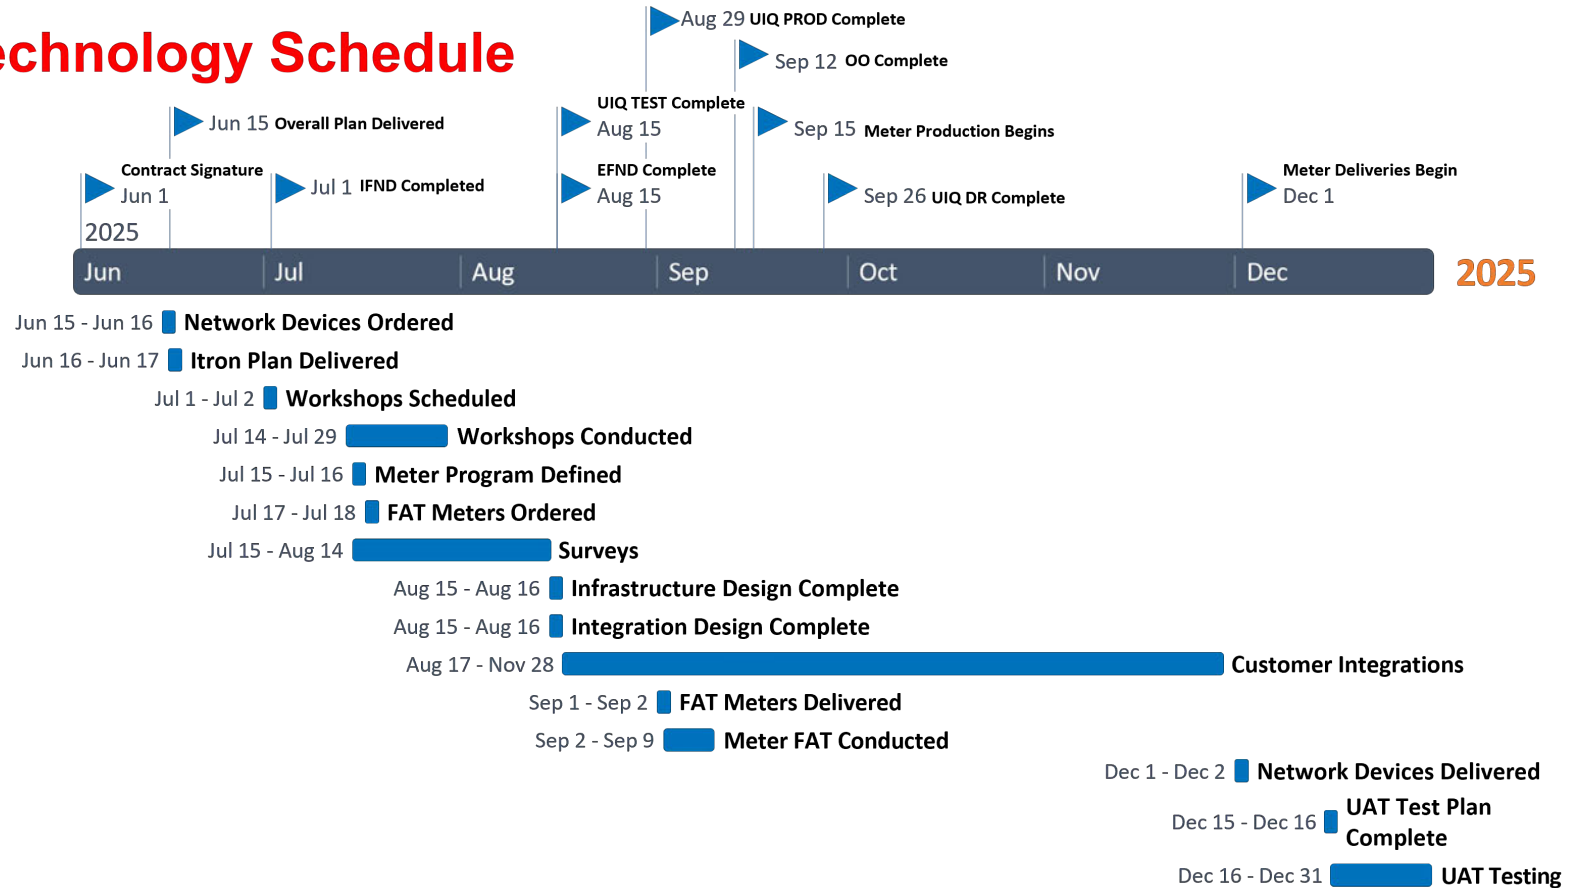 echnology Schedule
Aug 29 UIQ PROD Complete
Sep 12 OO Complete
UIQ TEST Complete
Aug 15
Jun 15 Overall Plan Delivered
Sep 15 Meter Production Begins
Contract Signature
Jun 1
Jul 1 IFND Completed
EFND Complete
Aug 15
Sep 26 UIQ DR Complete
Meter Deliveries Begin
Dec 1
2025
Jun Jul Aug Sep Oct Nov Dec 2025
Jun 15 - Jun 16 Network Devices Ordered
Jun 16 - Jun 17 Itron Plan Delivered
Jul 1 - Jul 2 Workshops Scheduled
Jul 14 - Jul 29 Workshops Conducted
Jul 15 - Jul 16 Meter Program Defined
Jul 17 - Jul 18 FAT Meters Ordered
Jul 15 - Aug 14 Surveys
Aug 15 - Aug 16 Infrastructure Design Complete
Aug 15 - Aug 16 Integration Design Complete
Aug 17 - Nov 28 Customer Integrations
Sep 1 - Sep 2 FAT Meters Delivered
Sep 2 - Sep 9 Meter FAT Conducted
Dec 1 - Dec 2 Network Devices Delivered
Dec 15 - Dec 16 UAT Test Plan
Complete
Dec 16 - Dec 31 UAT Testing